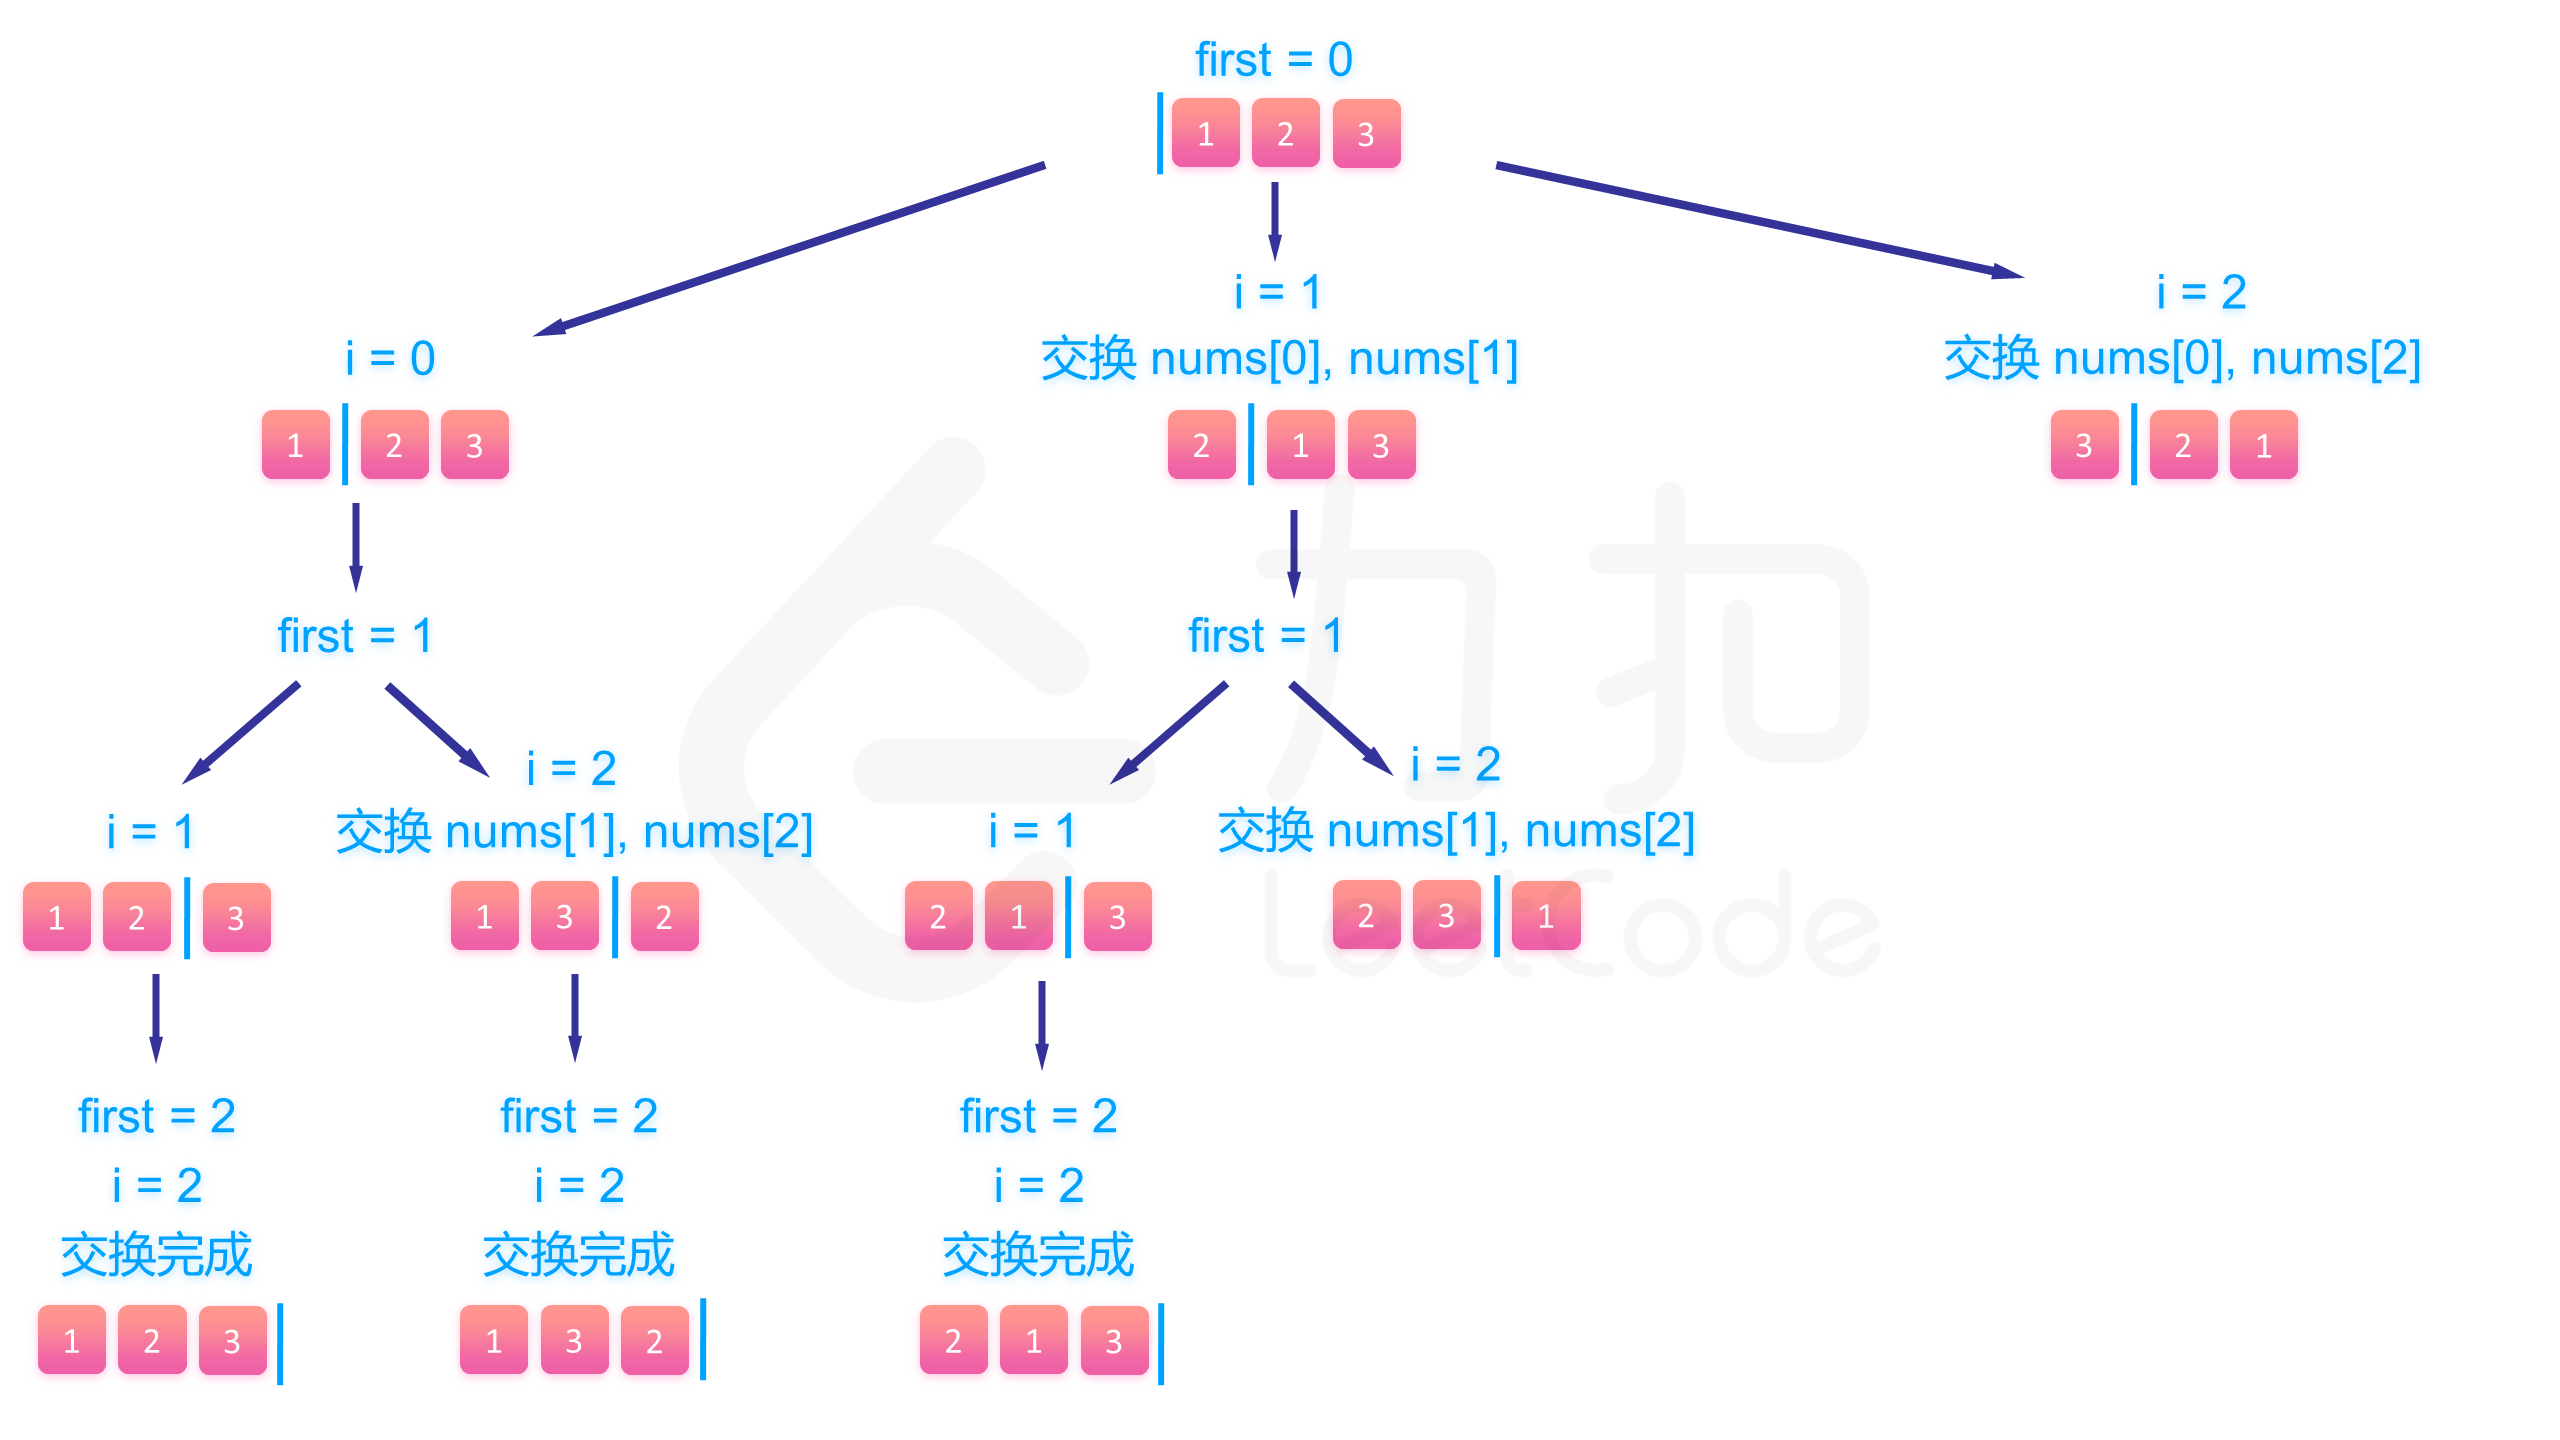 first = 0
1 2 3
i = 0
1 2 3
i = 1
交换 nums[0], nums[1]
2 1 3
i = 2
交换 nums[0], nums[2]
3 2 1
first = 1
first = 1
i = 1
1 2 3
i = 2
交换 nums[1], nums[2]
1 3 2
i = 1
2 1 3
i = 2
交换 nums[1], nums[2]
2 3 1
first = 2
i = 2
交换完成
1 2 3
first = 2
i = 2
交换完成
1 3 2
first = 2
i = 2
交换完成
2 1 3
力扣
LeetCode